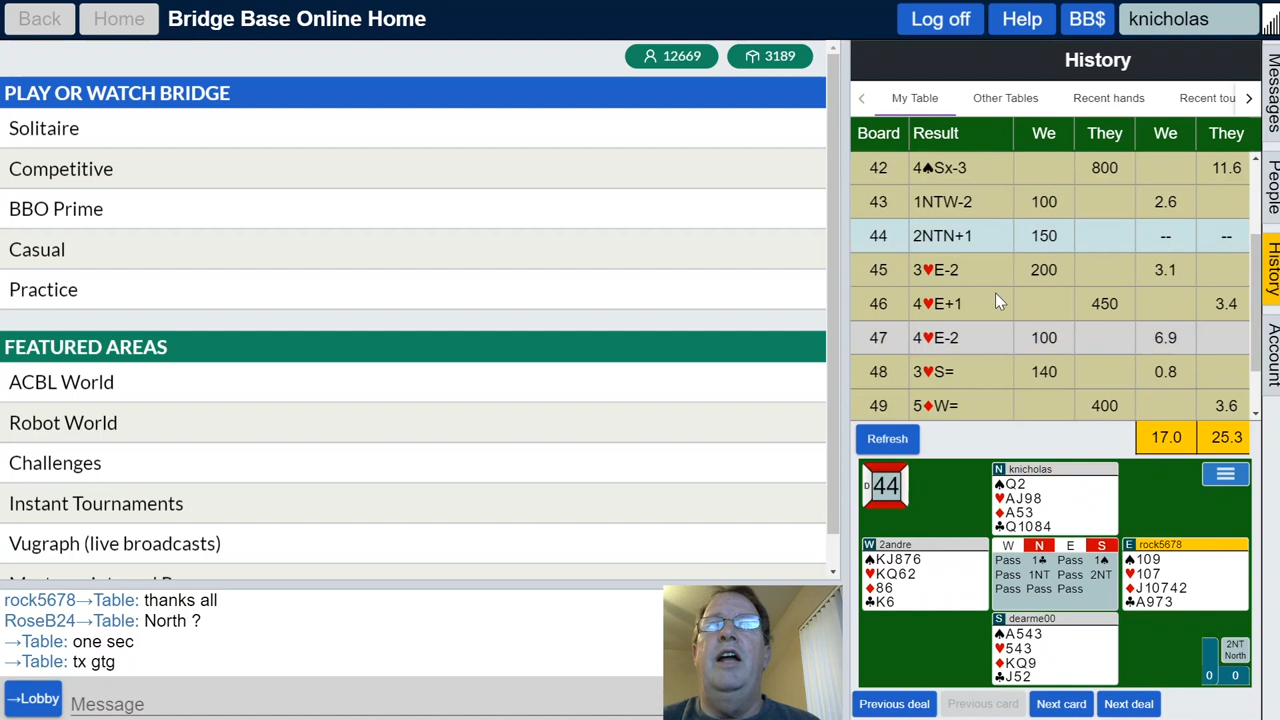 Back Home Bridge Base Online Home Log off Help BB$ knicholas
12669 3189
PLAY OR WATCH BRIDGE
Solitaire
Competitive
BBO Prime
Casual
Practice
FEATURED AREAS
ACBL World
Robot World
Challenges
Instant Tournaments
Vugraph (live broadcasts)
rock5678→Table: thanks all
RoseB24→Table: North ?
→Table: one sec
→Table: tx gtg
→Lobby Message
History
My Table Other Tables Recent hands Recent tou
Board Result We They We They
42 4♠Sx-3 800 11.6
43 1NTW-2 100 2.6
44 2NTN+1 150 -- --
45 3♥E-2 200 3.1
46 4♥E+1 450 3.4
47 4♥E-2 100 6.9
48 3♥S= 140 0.8
49 5♦W= 400 3.6
Refresh 17.0 25.3
D 44
N knicholas
♠Q2
♥AJ98
♦A53
♣Q1084
W 2andre
♠KJ876
♥KQ62
♦86
♣K6
W N E S
Pass 1♣ Pass 1♠
Pass 1NT Pass 2NT
Pass Pass Pass
E rock5678
♠109
♥107
♦J10742
♣A973
S dearme00
♠A543
♥543
♦KQ9
♣J52
2NT
North
0 0
Previous deal Previous card Next card Next deal
Messages
People
History
Account